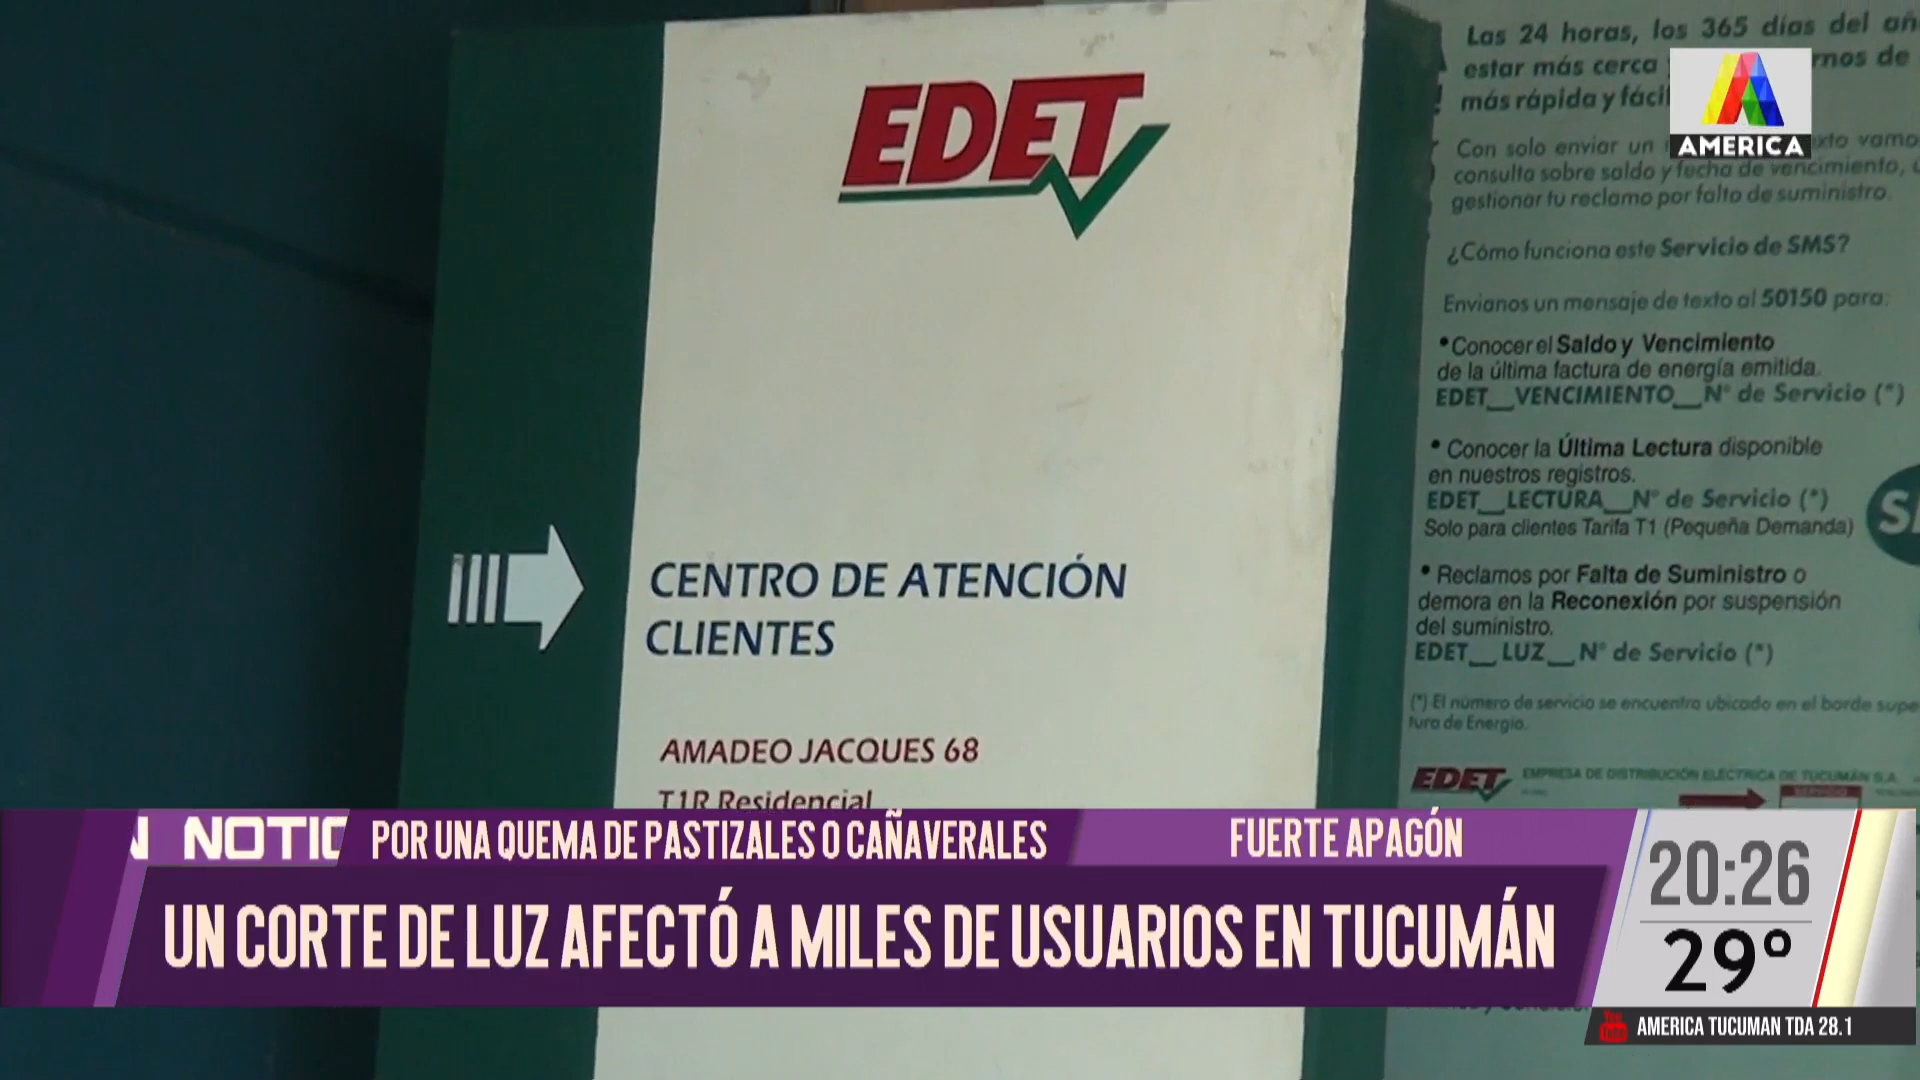 EDET
CENTRO DE ATENCIÓN
CLIENTES
AMADEO JACQUES 68
T1R Residencial
Las 24 horas, los 365 días del
estar más cerca
más rápida y
Con solo enviar un
consulta sobre saldo y fecha de vencimiento,
gestionar tu reclamo por falta de suministro.
¿Cómo funciona este Servicio de SMS?
Envianos un mensaje de texto al 50150 para:
•Conocer el Saldo y Vencimiento
de la última factura de energía emitida.
EDET__VENCIMIENTO__N° de Servicio (*)
• Conocer la Última Lectura disponible
en nuestros registros.
EDET__LECTURA__N° de Servicio (*)
Solo para clientes Tarifa T1 (Pequeña Demanda)
• Reclamos por Falta de Suministro o
demora en la Reconexión por suspensión
del suministro.
EDET__LUZ__N° de Servicio (*)
(*) El número de servicio se encuentra ubicado en el borde
tura de Energía.
EDET EMPRESA DE DISTRIBUCIÓN ELÉCTRICA DE TUCUMÁN S.A.
AMERICA
N NOTIC
POR UNA QUEMA DE PASTIZALES O CAÑAVERALES
FUERTE APAGÓN
UN CORTE DE LUZ AFECTÓ A MILES DE USUARIOS EN TUCUMÁN
20:26
29°
You Tube AMERICA TUCUMAN TDA 28.1